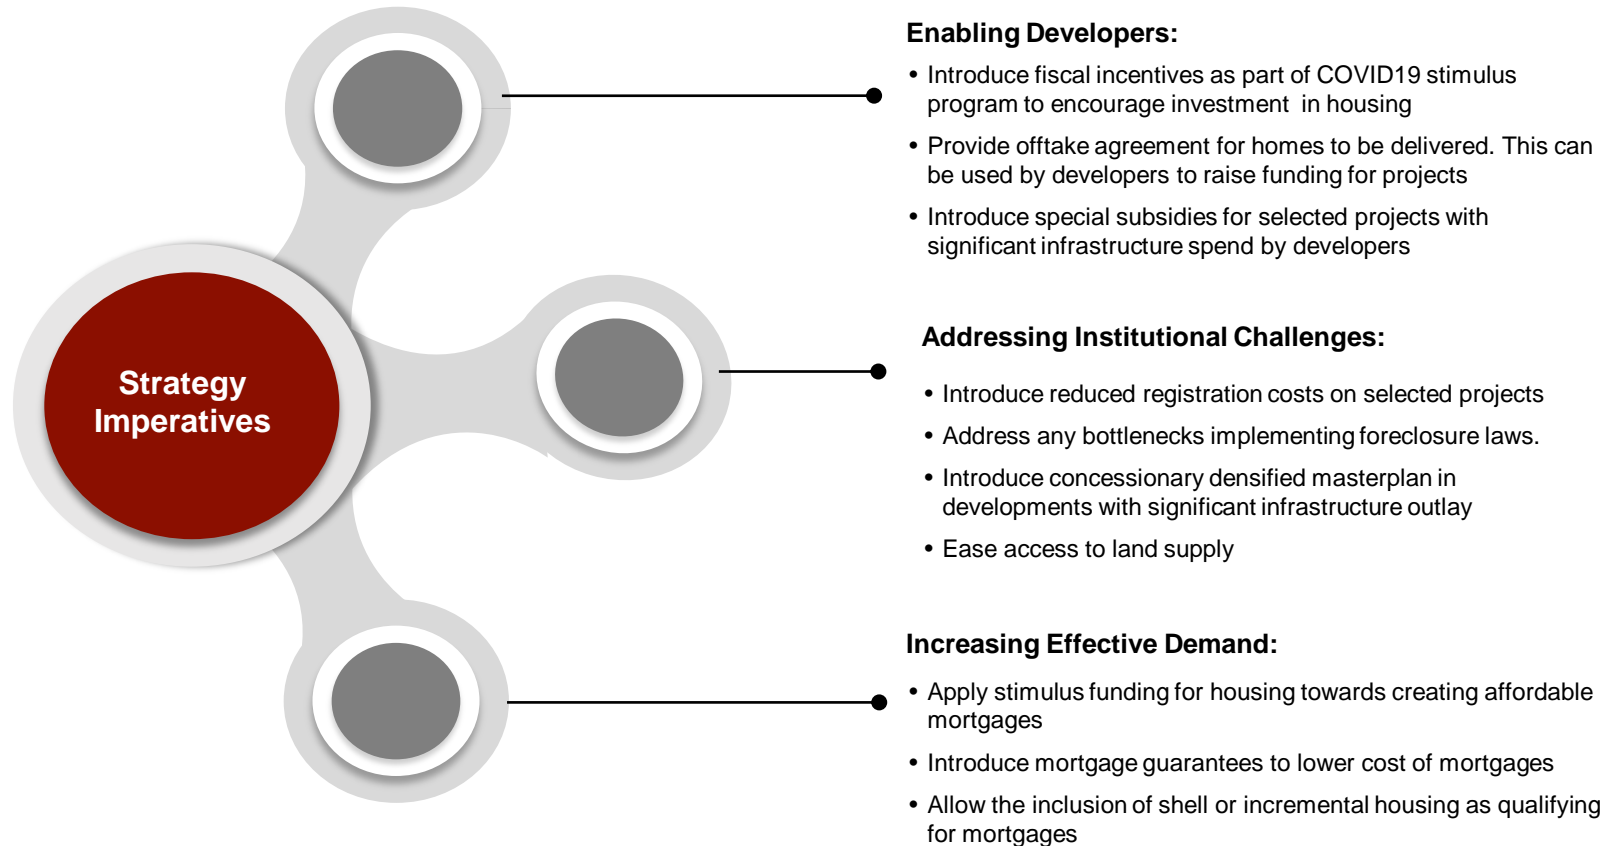 Strategy
Imperatives
Enabling Developers:
• Introduce fiscal incentives as part of COVID19 stimulus
program to encourage investment in housing
• Provide offtake agreement for homes to be delivered. This can
be used by developers to raise funding for projects
• Introduce special subsidies for selected projects with
significant infrastructure spend by developers
Addressing Institutional Challenges:
• Introduce reduced registration costs on selected projects
• Address any bottlenecks implementing foreclosure laws.
• Introduce concessionary densified masterplan in
developments with significant infrastructure outlay
• Ease access to land supply
Increasing Effective Demand:
• Apply stimulus funding for housing towards creating affordable
mortgages
• Introduce mortgage guarantees to lower cost of mortgages
• Allow the inclusion of shell or incremental housing as qualifying
for mortgages